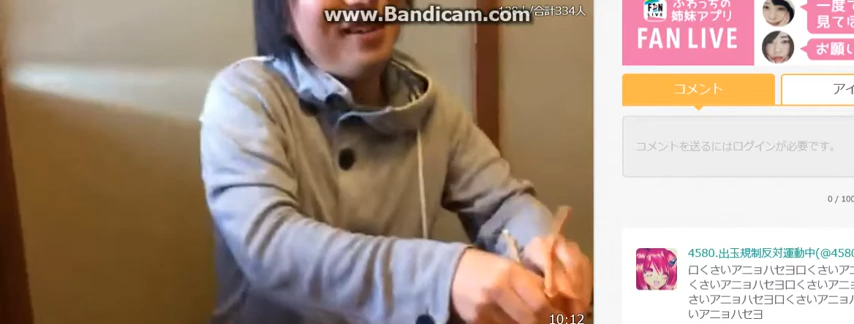 www.Bandicam.com
/合計334人
ふわっちの
姉妹アプリ
FAN
LIVE
FAN LIVE
一度
見て
お願い
コメント
アイ
コメントを送るにはログインが必要です。
0 / 100
4580.出玉規制反対運動中(@4580
口くさいアニョハセヨ口くさいアニ
くさいアニョハセヨ口くさいアニョ
さいアニョハセヨ口くさいアニョハ
いアニョハセヨ
10:12